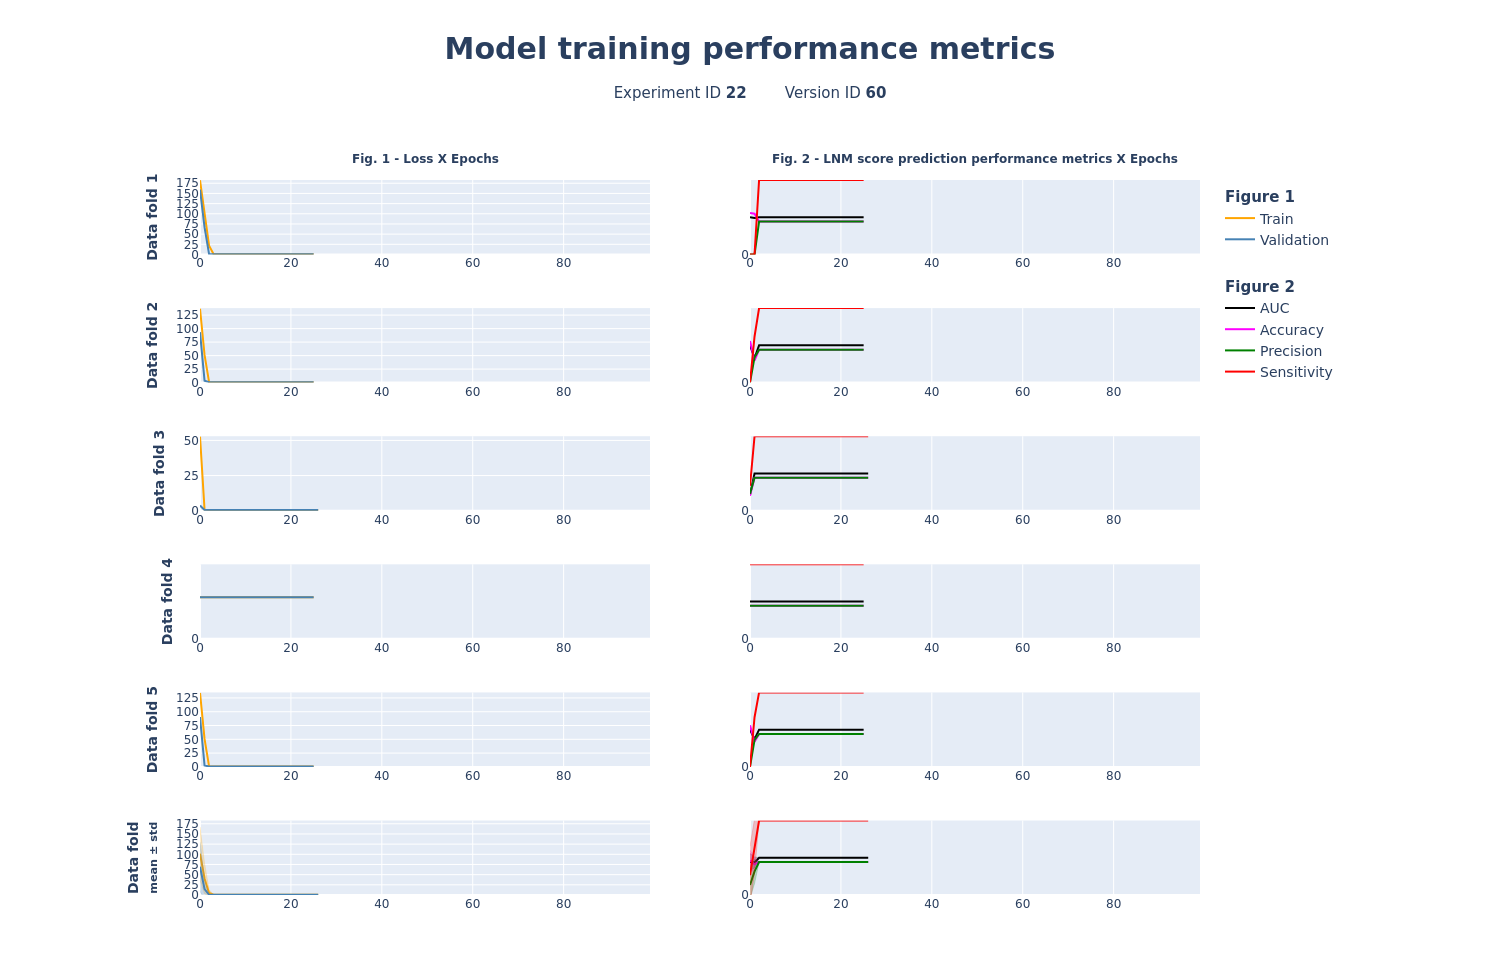 Model training performance metrics
Experiment ID 22 Version ID 60
Fig. 1 - Loss X Epochs
Fig. 2 - LNM score prediction performance metrics X Epochs
Data fold 1
175
150
125
100
75
50
25
0
0 20 40 60 80
0
0 20 40 60 80
Figure 1
Train
Validation
Figure 2
AUC
Accuracy
Precision
Sensitivity
Data fold 2
125
100
75
50
25
0
0 20 40 60 80
0
0 20 40 60 80
Data fold 3
50
25
0
0 20 40 60 80
0
0 20 40 60 80
Data fold 4
0
0 20 40 60 80
0
0 20 40 60 80
Data fold 5
125
100
75
50
25
0
0 20 40 60 80
0
0 20 40 60 80
Data fold
mean ± std
175
150
125
100
75
50
25
0
0 20 40 60 80
0
0 20 40 60 80